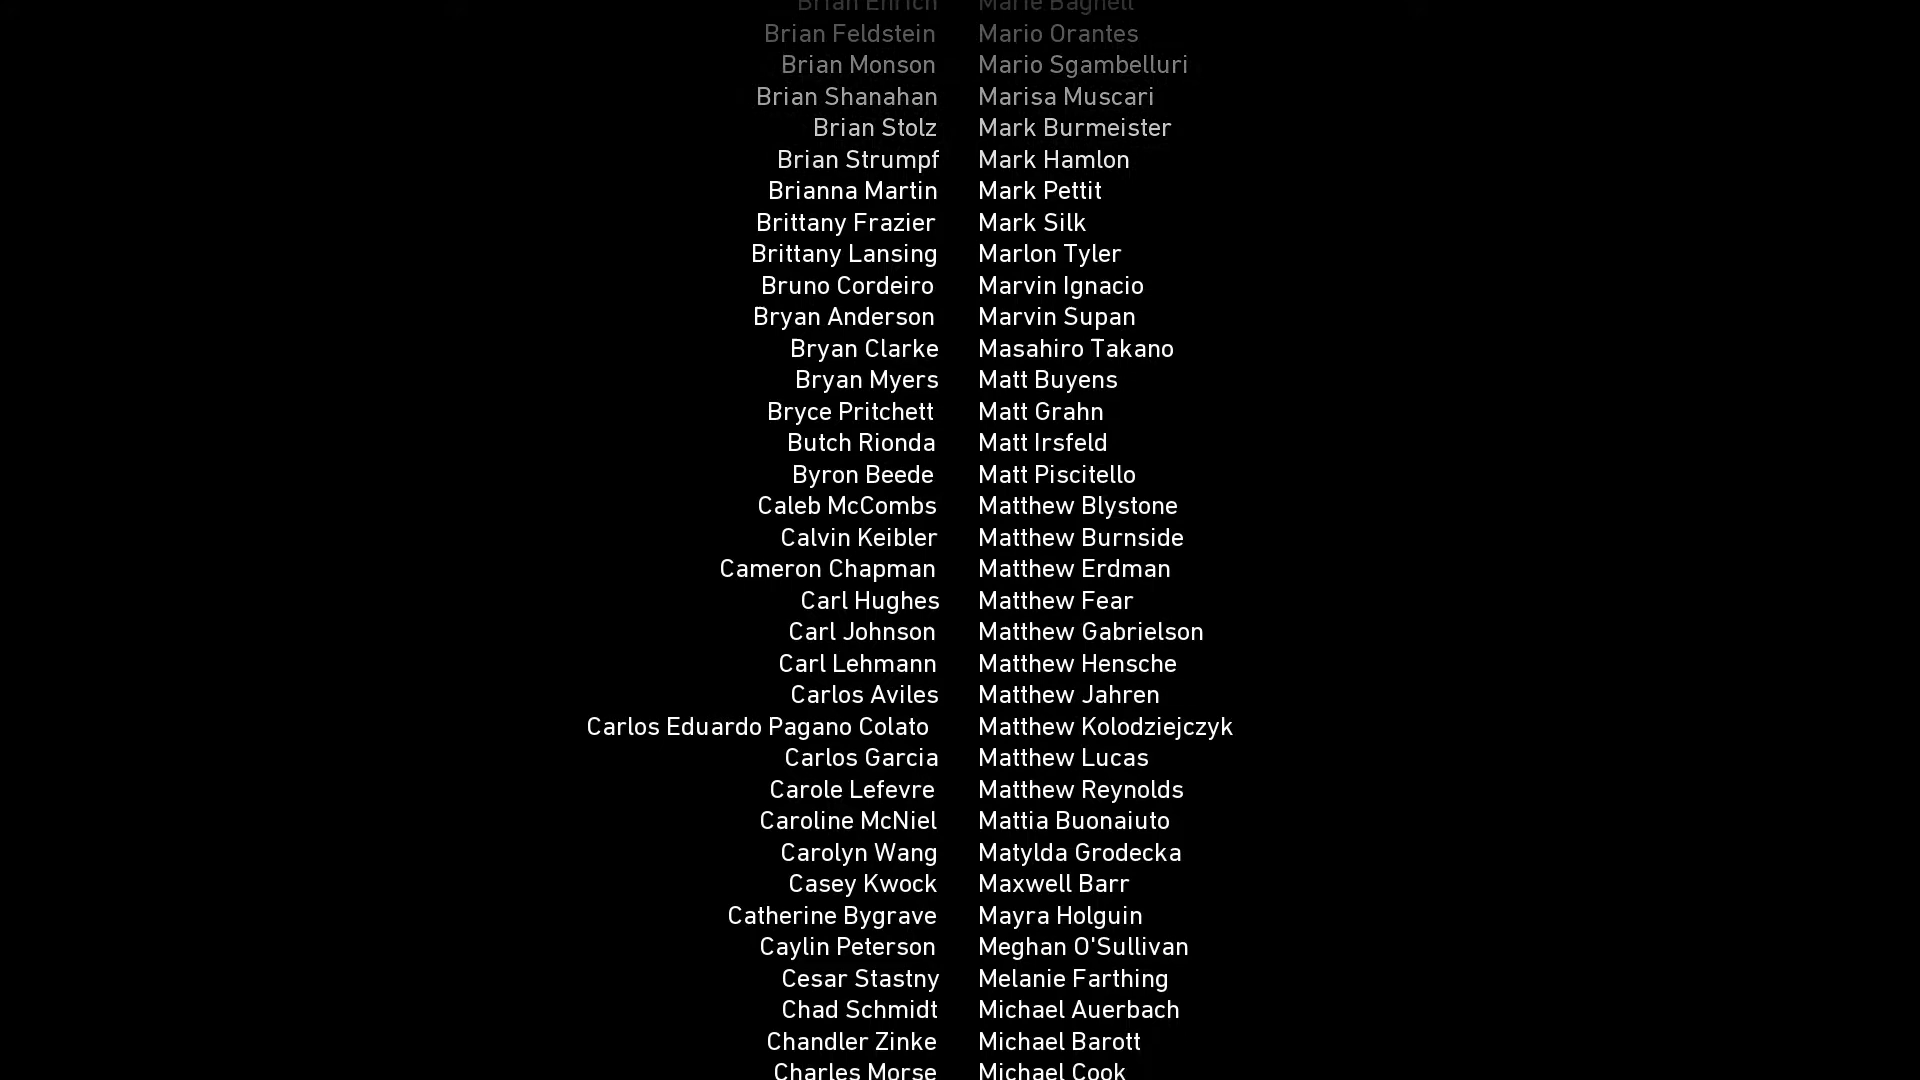 Brian Ehrich Marie Bagnell
Brian Feldstein Mario Orantes
Brian Monson Mario Sgambelluri
Brian Shanahan Marisa Muscari
Brian Stolz Mark Burmeister
Brian Strumpf Mark Hamlon
Brianna Martin Mark Pettit
Brittany Frazier Mark Silk
Brittany Lansing Marlon Tyler
Bruno Cordeiro Marvin Ignacio
Bryan Anderson Marvin Supan
Bryan Clarke Masahiro Takano
Bryan Myers Matt Buyens
Bryce Pritchett Matt Grahn
Butch Rionda Matt Irsfeld
Byron Beede Matt Piscitello
Caleb McCombs Matthew Blystone
Calvin Keibler Matthew Burnside
Cameron Chapman Matthew Erdman
Carl Hughes Matthew Fear
Carl Johnson Matthew Gabrielson
Carl Lehmann Matthew Hensche
Carlos Aviles Matthew Jahren
Carlos Eduardo Pagano Colato Matthew Kolodziejczyk
Carlos Garcia Matthew Lucas
Carole Lefevre Matthew Reynolds
Caroline McNiel Mattia Buonaiuto
Carolyn Wang Matylda Grodecka
Casey Kwock Maxwell Barr
Catherine Bygrave Mayra Holguin
Caylin Peterson Meghan O'Sullivan
Cesar Stastny Melanie Farthing
Chad Schmidt Michael Auerbach
Chandler Zinke Michael Barott
Charles Morse Michael Cook